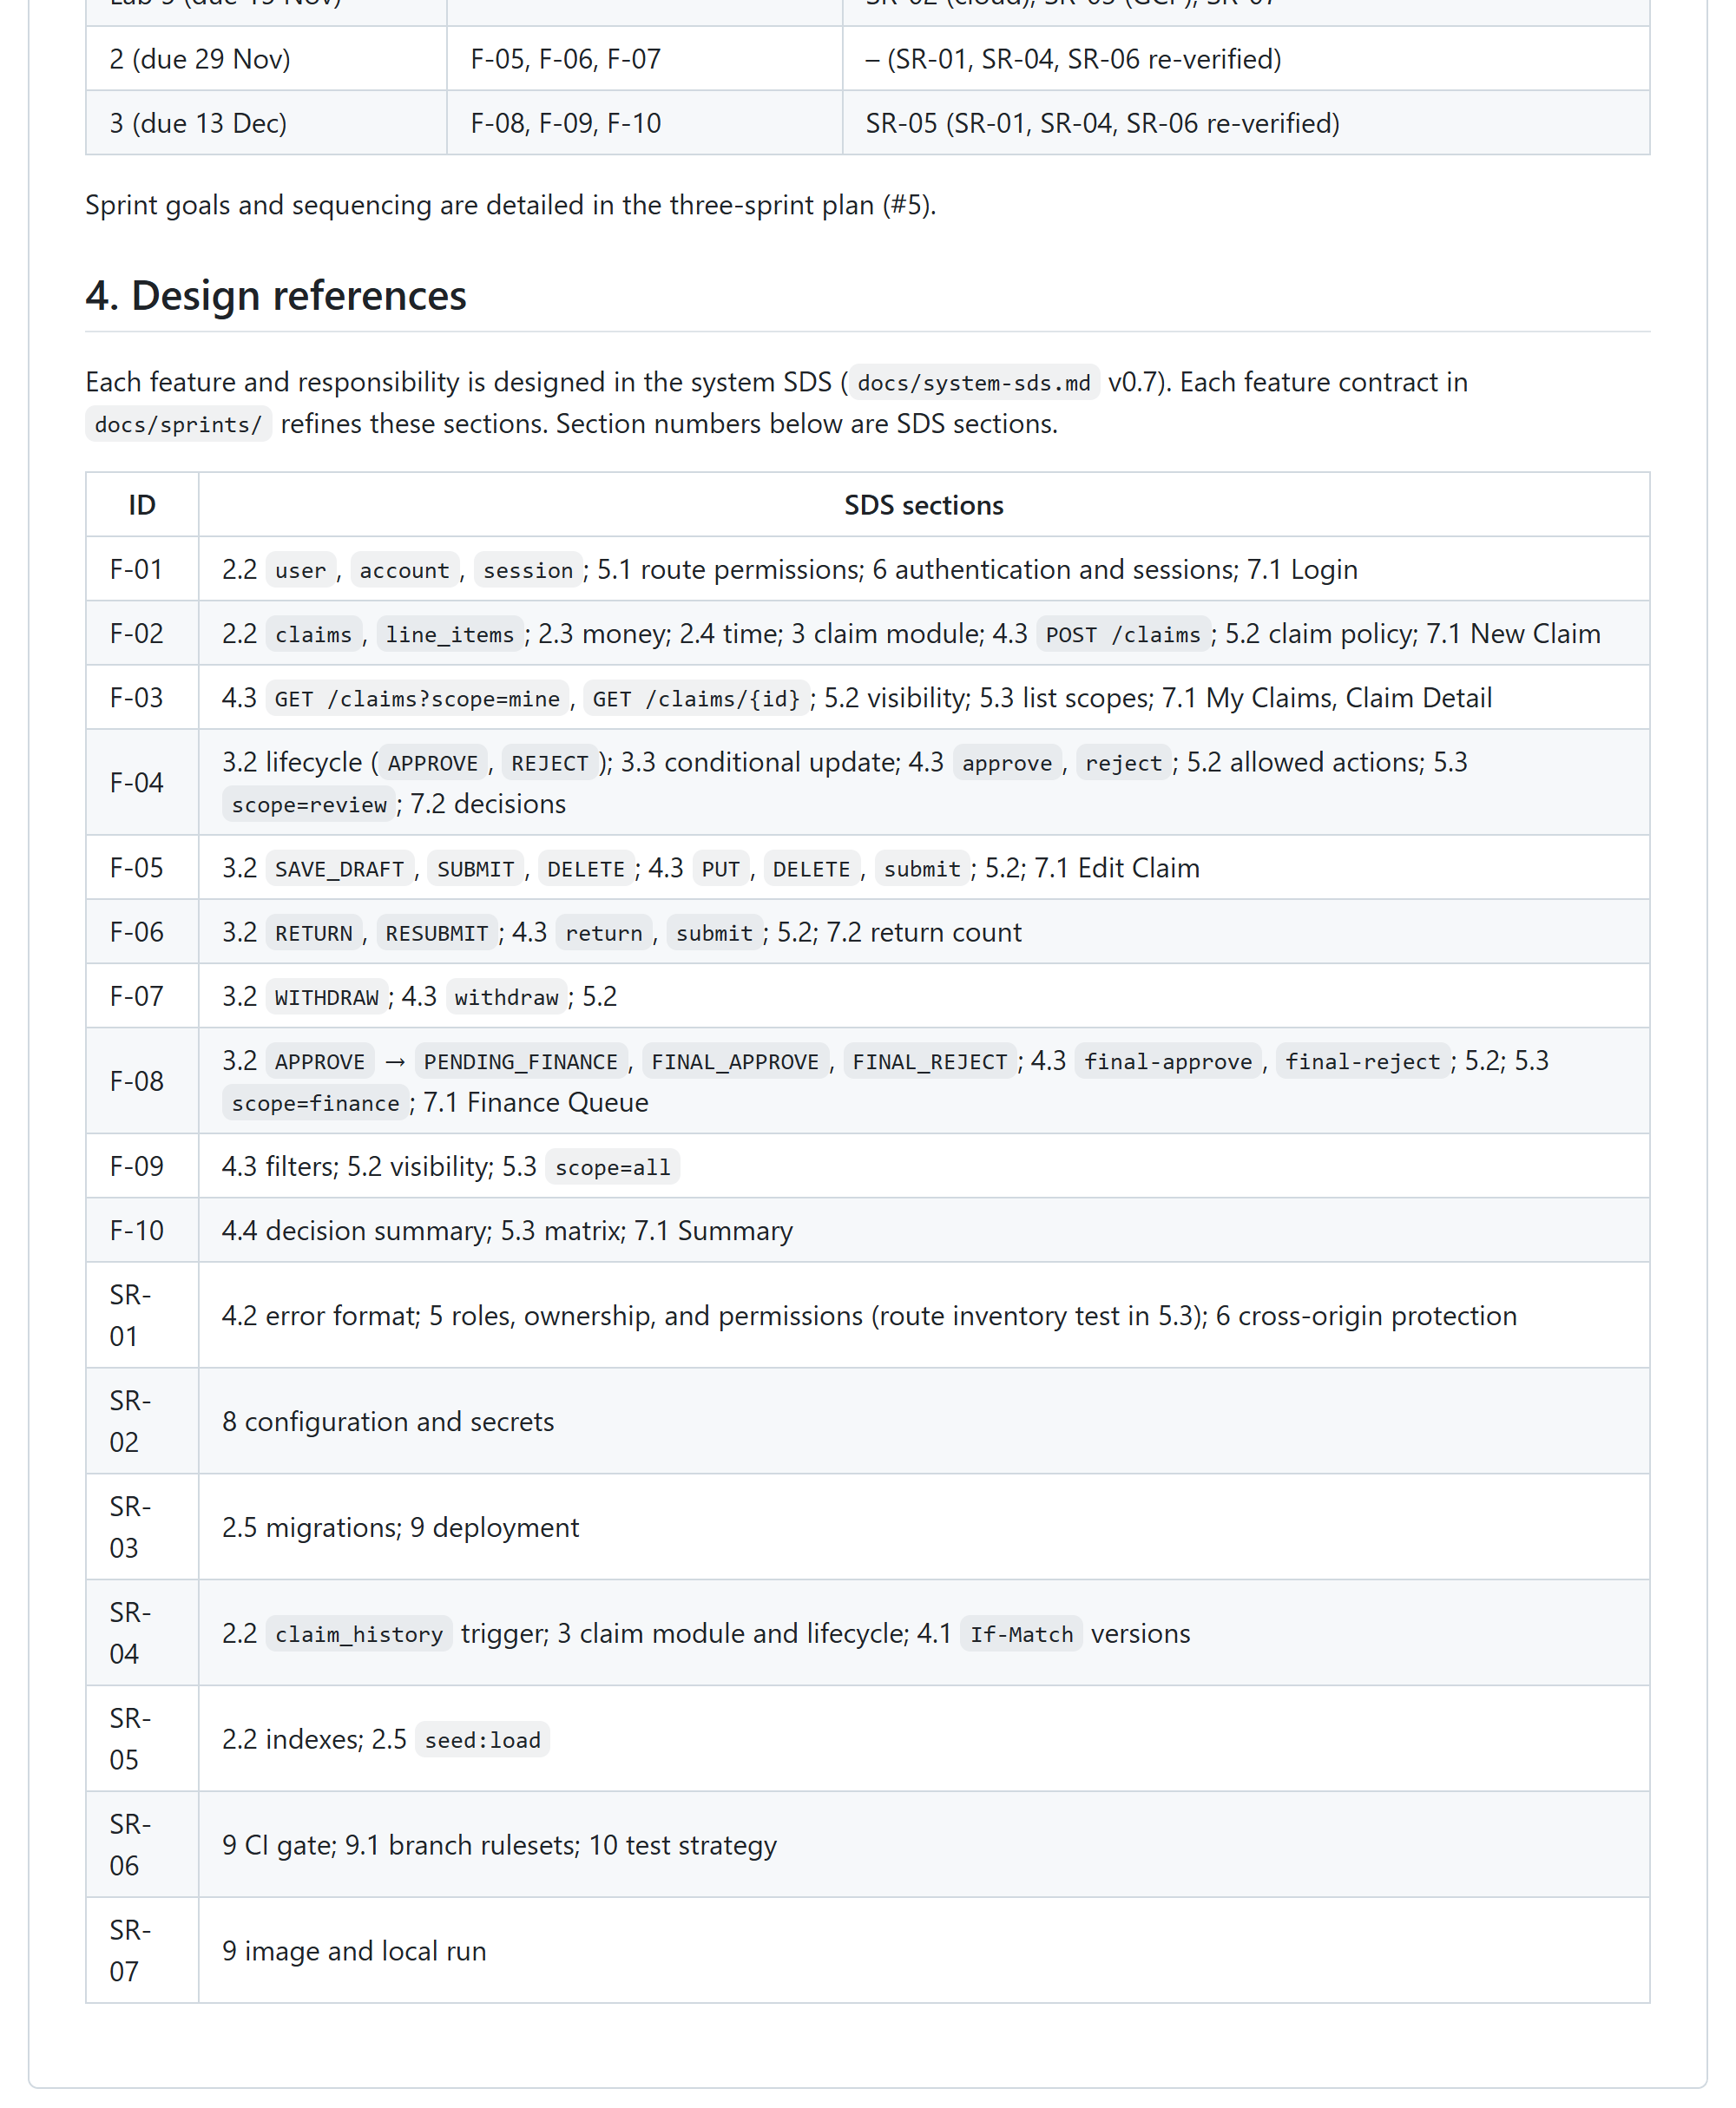 Lab-5 (due 15 Nov) SR-02 (cloud), SR-03 (GCP), SR-07
2 (due 29 Nov) F-05, F-06, F-07 – (SR-01, SR-04, SR-06 re-verified)
3 (due 13 Dec) F-08, F-09, F-10 SR-05 (SR-01, SR-04, SR-06 re-verified)
Sprint goals and sequencing are detailed in the three-sprint plan (#5).
4. Design references
Each feature and responsibility is designed in the system SDS ( docs/system-sds.md v0.7). Each feature contract in
docs/sprints/ refines these sections. Section numbers below are SDS sections.
ID SDS sections
F-01 2.2 user, account, session; 5.1 route permissions; 6 authentication and sessions; 7.1 Login
F-02 2.2 claims, line_items; 2.3 money; 2.4 time; 3 claim module; 4.3 POST /claims; 5.2 claim policy; 7.1 New Claim
F-03 4.3 GET /claims?scope=mine, GET /claims/{id}; 5.2 visibility; 5.3 list scopes; 7.1 My Claims, Claim Detail
F-04 3.2 lifecycle (APPROVE, REJECT); 3.3 conditional update; 4.3 approve, reject; 5.2 allowed actions; 5.3
scope=review; 7.2 decisions
F-05 3.2 SAVE_DRAFT, SUBMIT, DELETE; 4.3 PUT, DELETE, submit; 5.2; 7.1 Edit Claim
F-06 3.2 RETURN, RESUBMIT; 4.3 return, submit; 5.2; 7.2 return count
F-07 3.2 WITHDRAW; 4.3 withdraw; 5.2
F-08 3.2 APPROVE → PENDING_FINANCE, FINAL_APPROVE, FINAL_REJECT; 4.3 final-approve, final-reject; 5.2; 5.3
scope=finance; 7.1 Finance Queue
F-09 4.3 filters; 5.2 visibility; 5.3 scope=all
F-10 4.4 decision summary; 5.3 matrix; 7.1 Summary
SR-
01 4.2 error format; 5 roles, ownership, and permissions (route inventory test in 5.3); 6 cross-origin protection
SR-
02 8 configuration and secrets
SR-
03 2.5 migrations; 9 deployment
SR-
04 2.2 claim_history trigger; 3 claim module and lifecycle; 4.1 If-Match versions
SR-
05 2.2 indexes; 2.5 seed:load
SR-
06 9 CI gate; 9.1 branch rulesets; 10 test strategy
SR-
07 9 image and local run